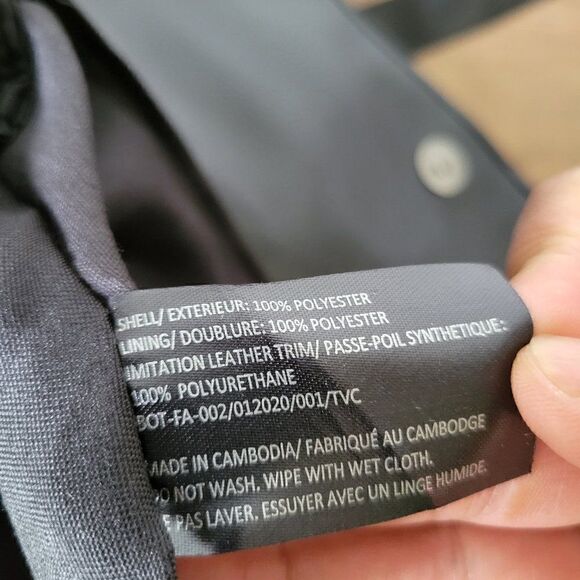 SHELL/ EXTERIEUR: 100% POLYESTER
LINING/ DOUBLURE: 100% POLYESTER
IMITATION LEATHER TRIM/ PASSE-POIL SYNTHETIQUE:
100% POLYURETHANE
BOT-FA-002/012020/001/TVC
MADE IN CAMBODIA/ FABRIQUÉ AU CAMBODGE
DO NOT WASH. WIPE WITH WET CLOTH.
PAS LAVER. ESSUYER AVEC UN LINGE HUMIDE.